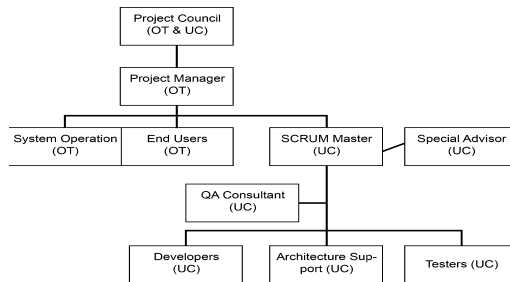 Project Council
(OT & UC)
Project Manager
(OT)
System Operation
(OT)
End Users
(OT)
SCRUM Master
(UC)
Special Advisor
(UC)
QA Consultant
(UC)
Developers
(UC)
Architecture Sup-
port (UC)
Testers (UC)